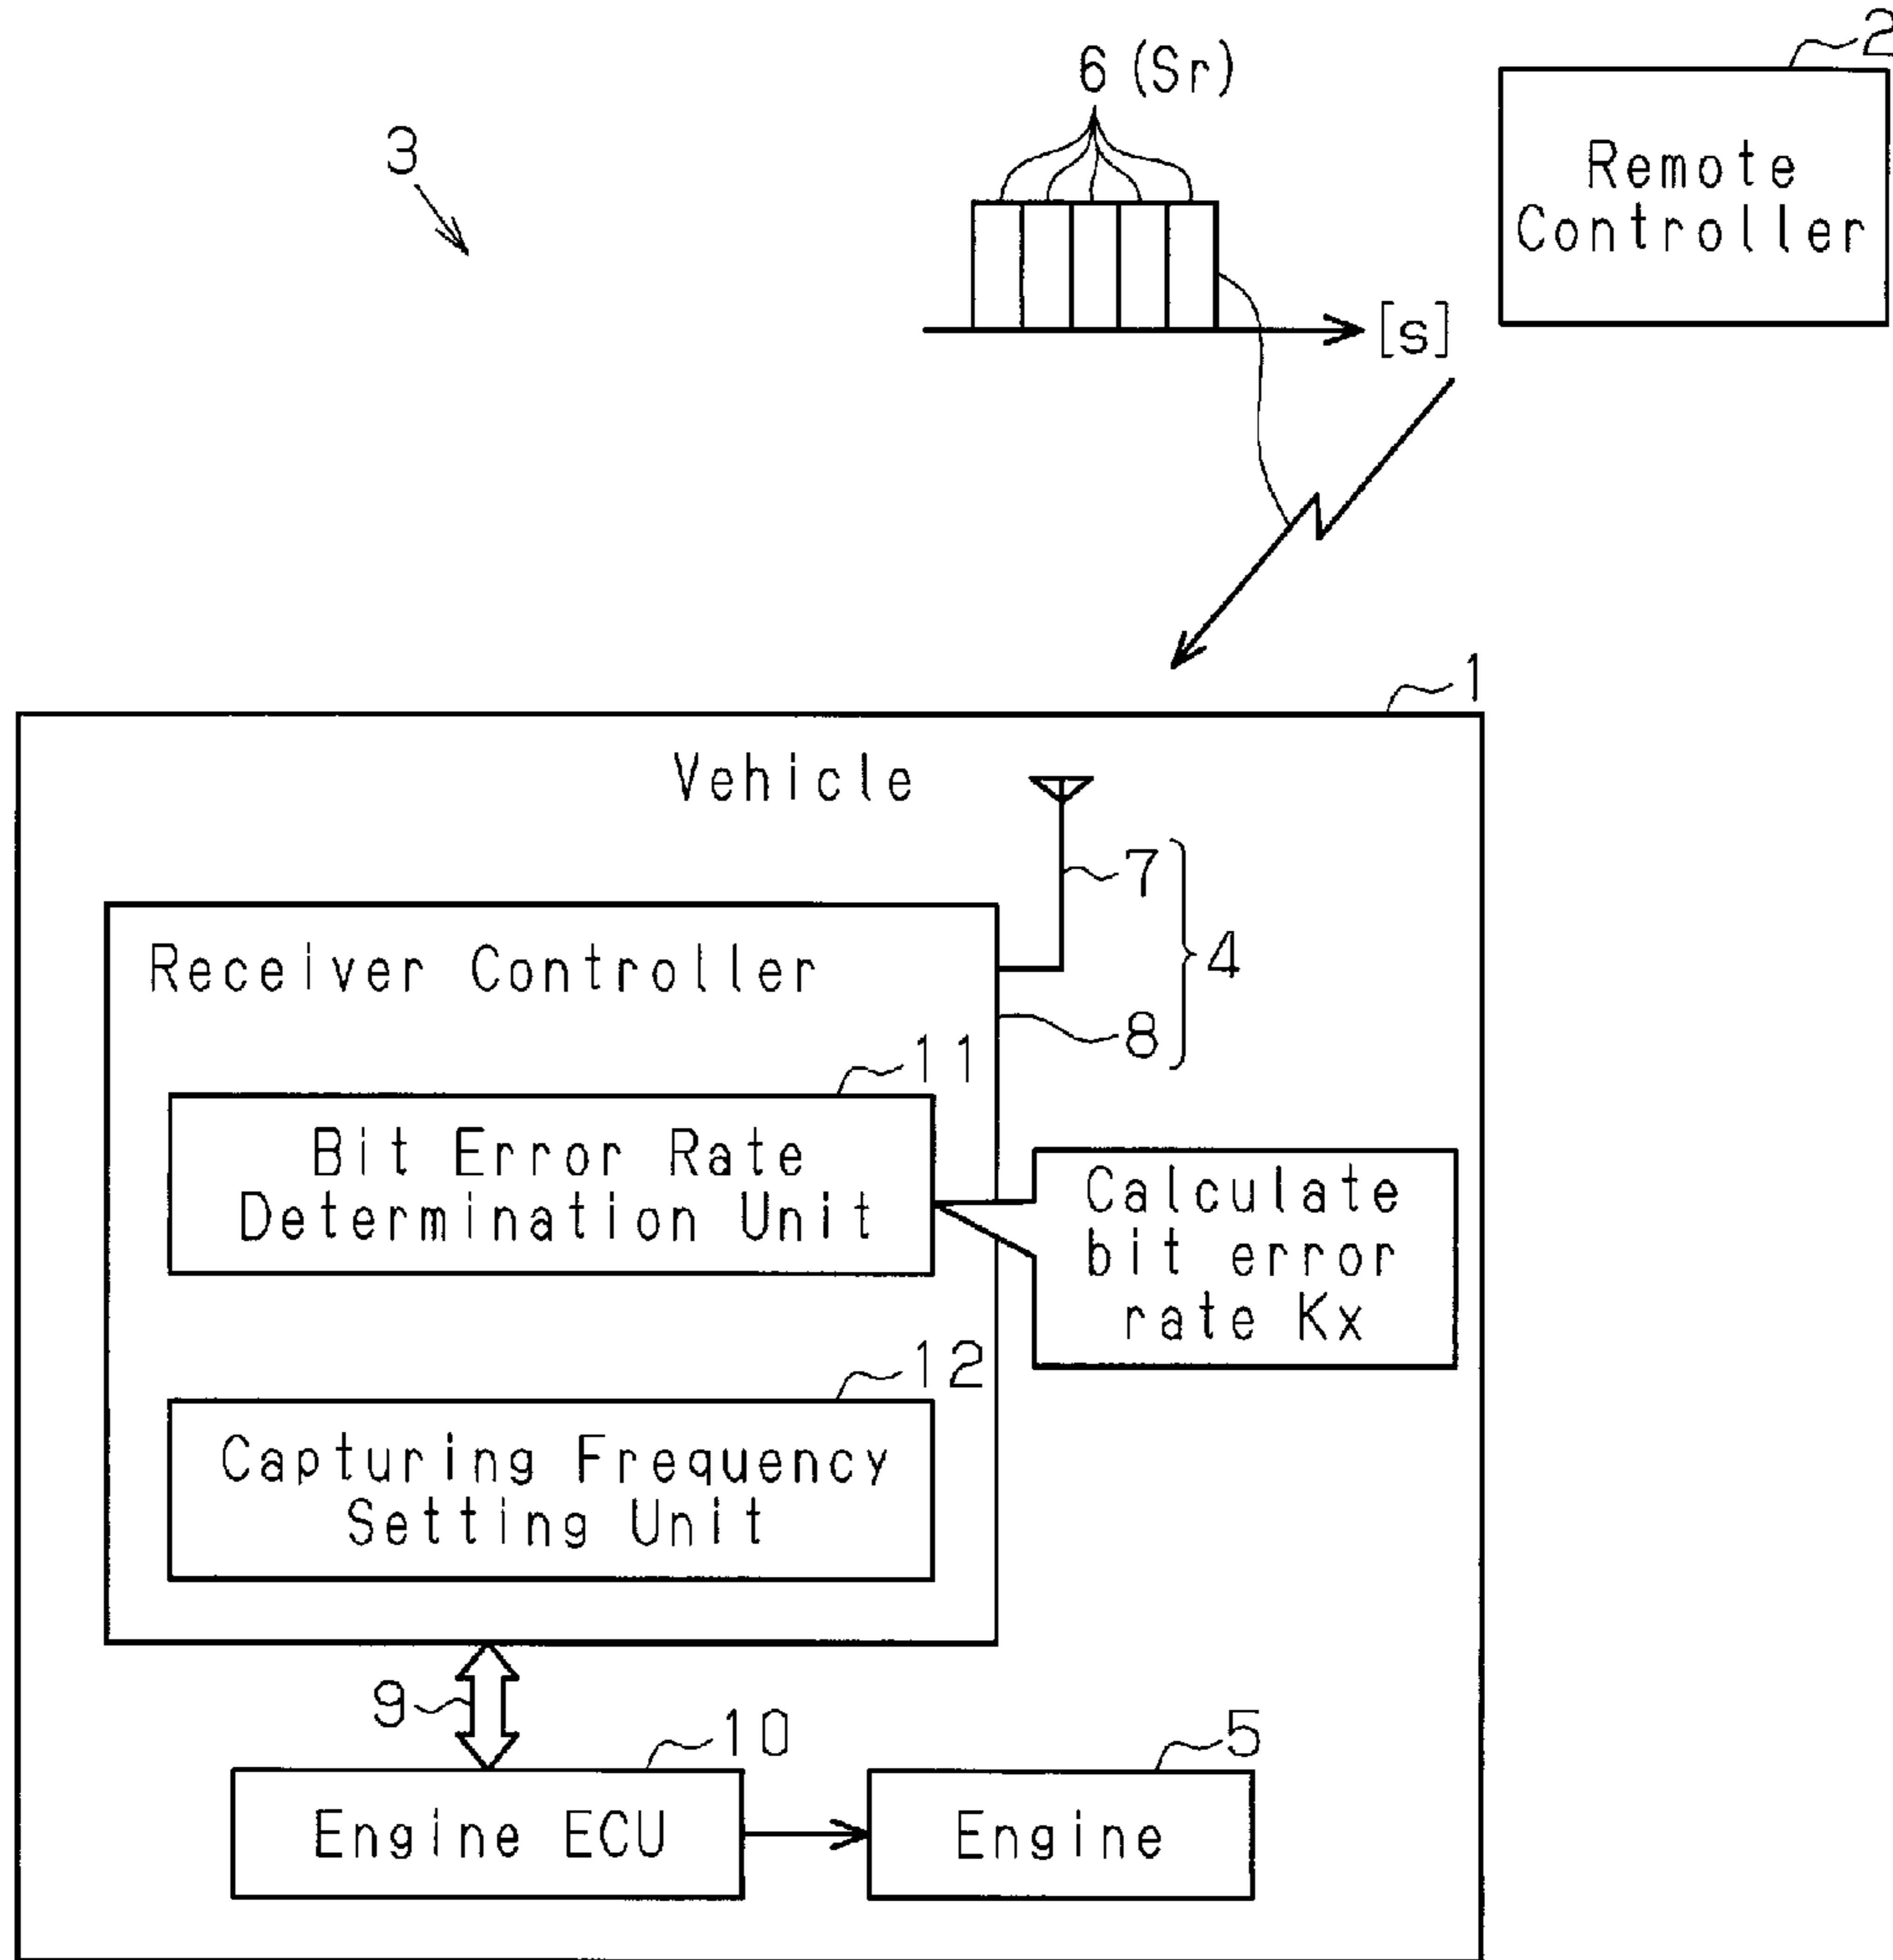 2
6 (Sr)
Remote
Controller
3
[s]
1
Vehicle
7
4
Receiver Controller
8
11
Bit Error Rate
Determination Unit
Calculate
bit error
rate Kx
12
Capturing Frequency
Setting Unit
9
10
5
Engine ECU
Engine